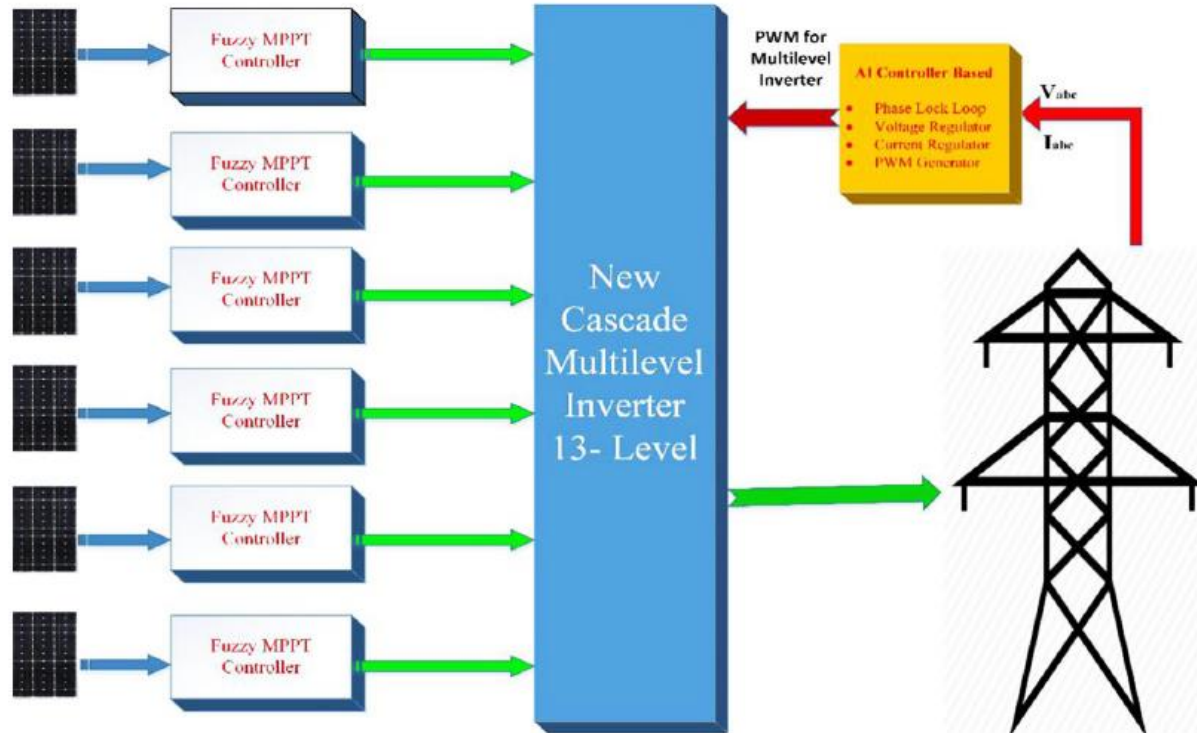 Fuzzy MPPT
Controller
Fuzzy MPPT
Controller
Fuzzy MPPT
Controller
Fuzzy MPPT
Controller
Fuzzy MPPT
Controller
Fuzzy MPPT
Controller
New
Cascade
Multilevel
Inverter
13- Level
PWM for
Multilevel
Inverter
AI Controller Based
• Phase Lock Loop
• Voltage Regulator
• Current Regulator
• PWM Generator
Vabc
Iabc